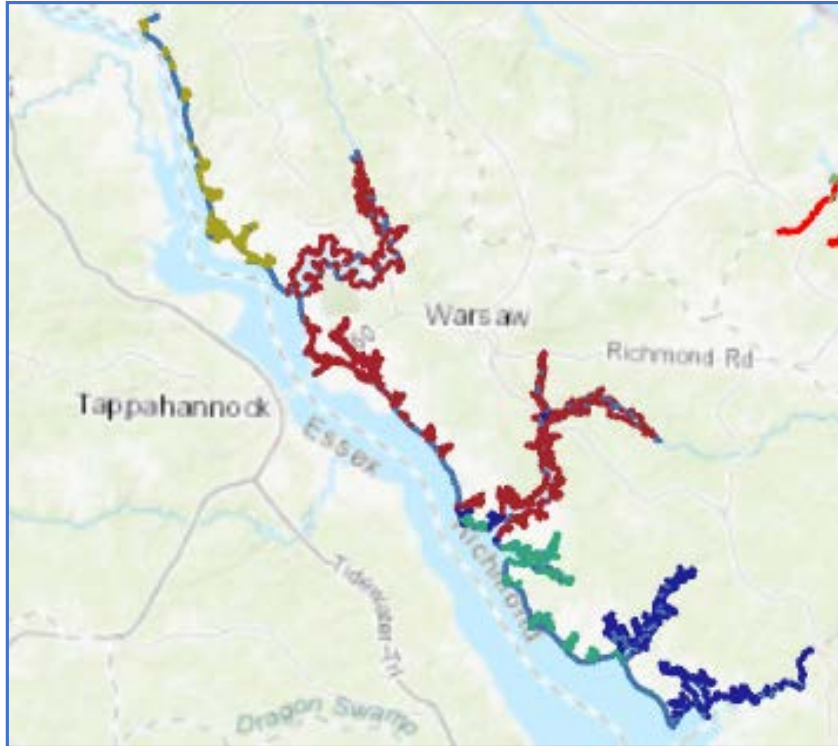 Warsaw
Richmond Rd
Tappahannock
Essex
Richmond
Tidewater-Trl
Dragon Swamp